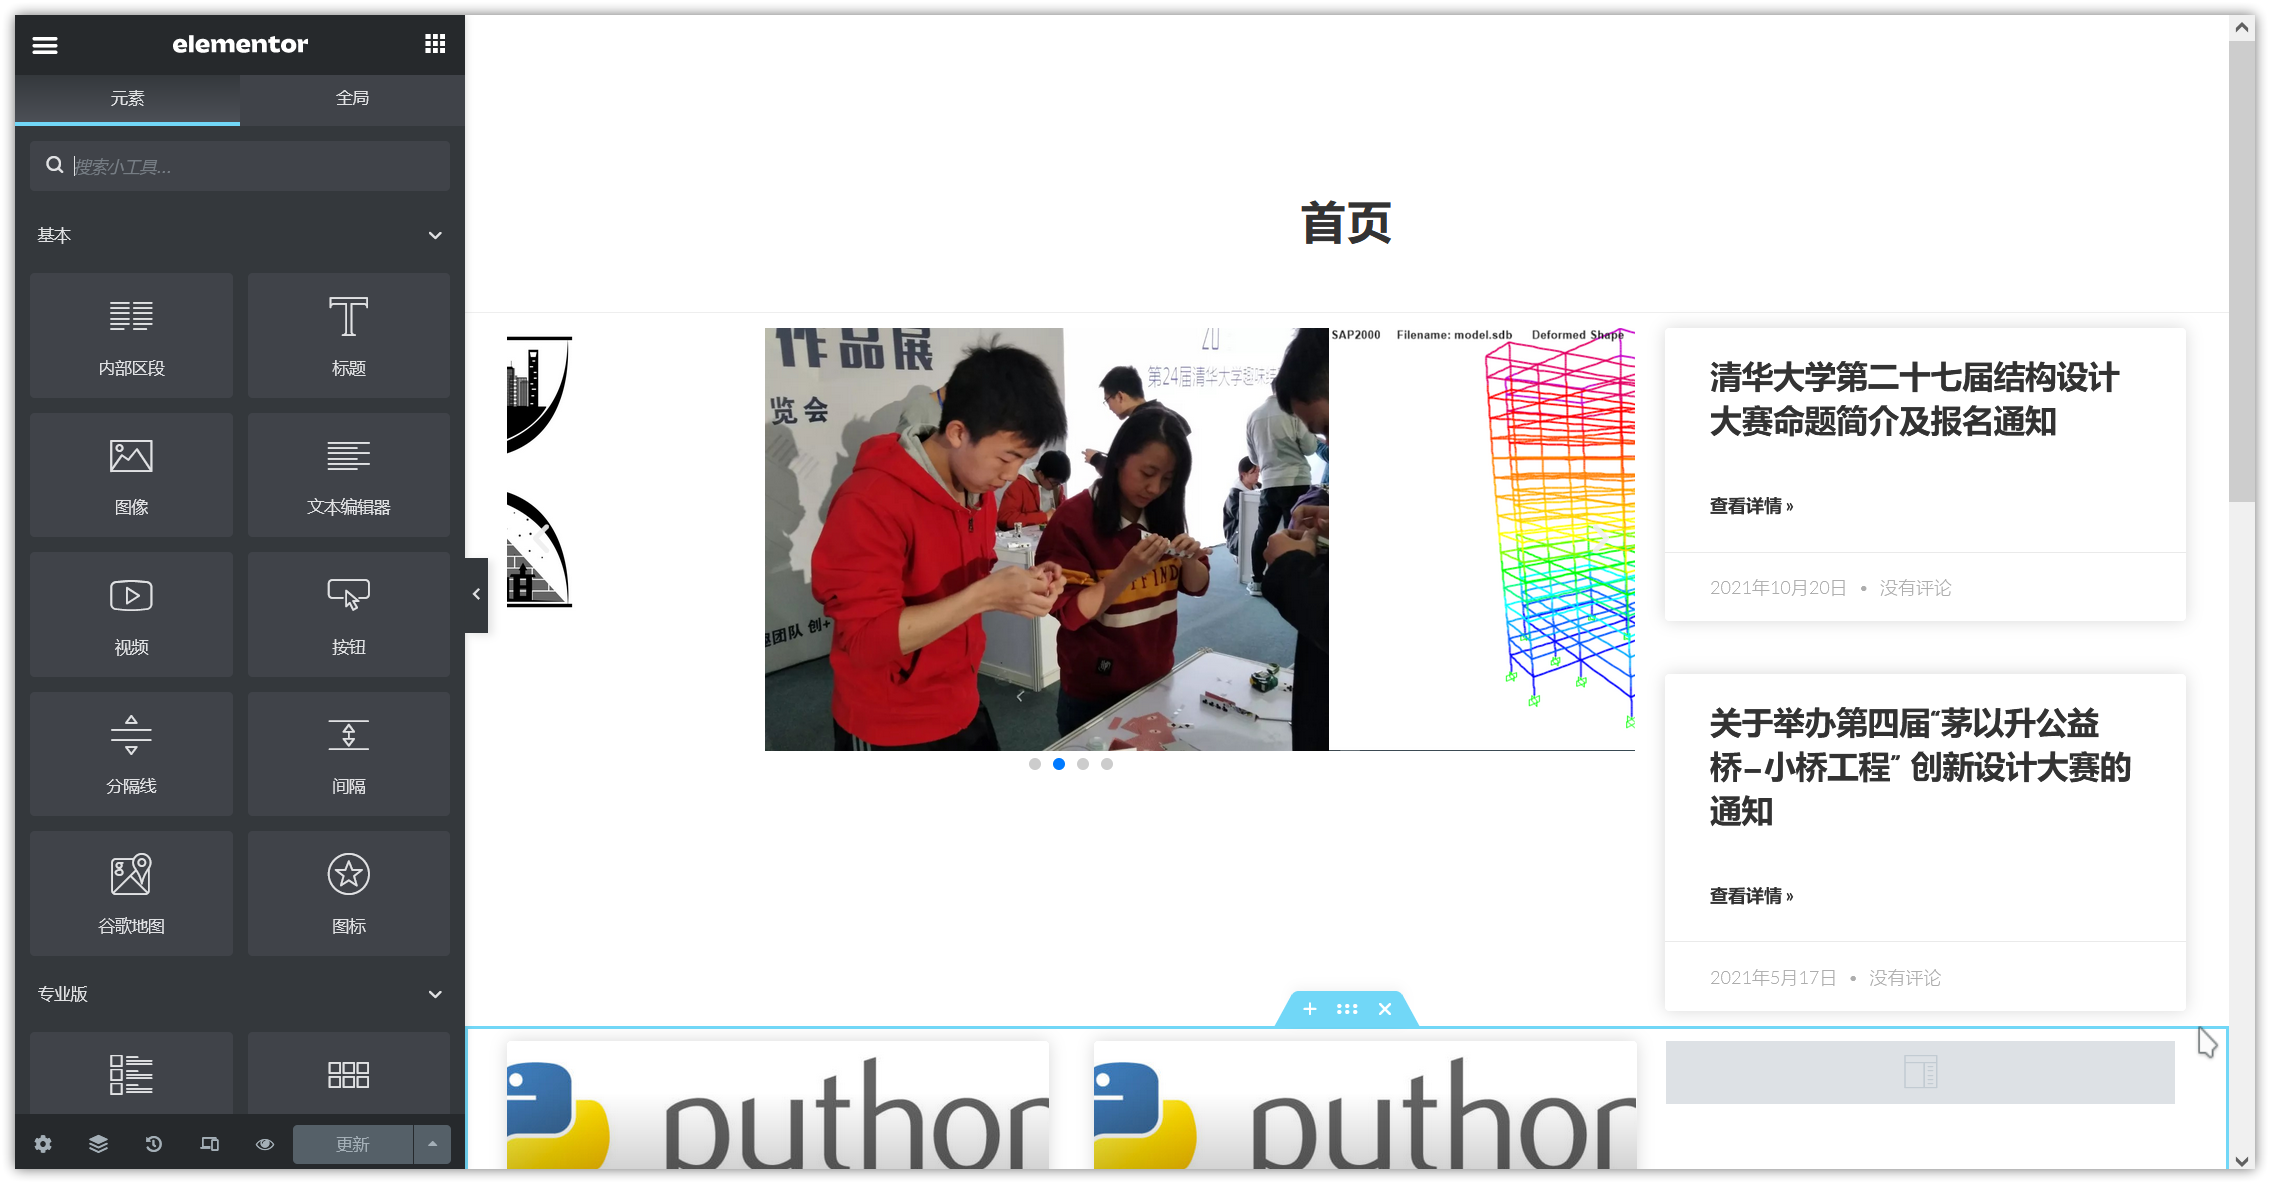 elementor
元素
全局
搜索小工具...
基本
内部区段
标题
图像
文本编辑器
视频
按钮
分隔线
间隔
谷歌地图
图标
专业版
更新
首页
作品展
览会
20
第24届清华大学趣味
团队 创+
SAP2000 Filename: model.sdb Deformed Shape
清华大学第二十七届结构设计
大赛命题简介及报名通知
查看详情 »
2021年10月20日 • 没有评论
关于举办第四届“茅以升公益
桥–小桥工程” 创新设计大赛的
通知
查看详情 »
2021年5月17日 • 没有评论
python
python